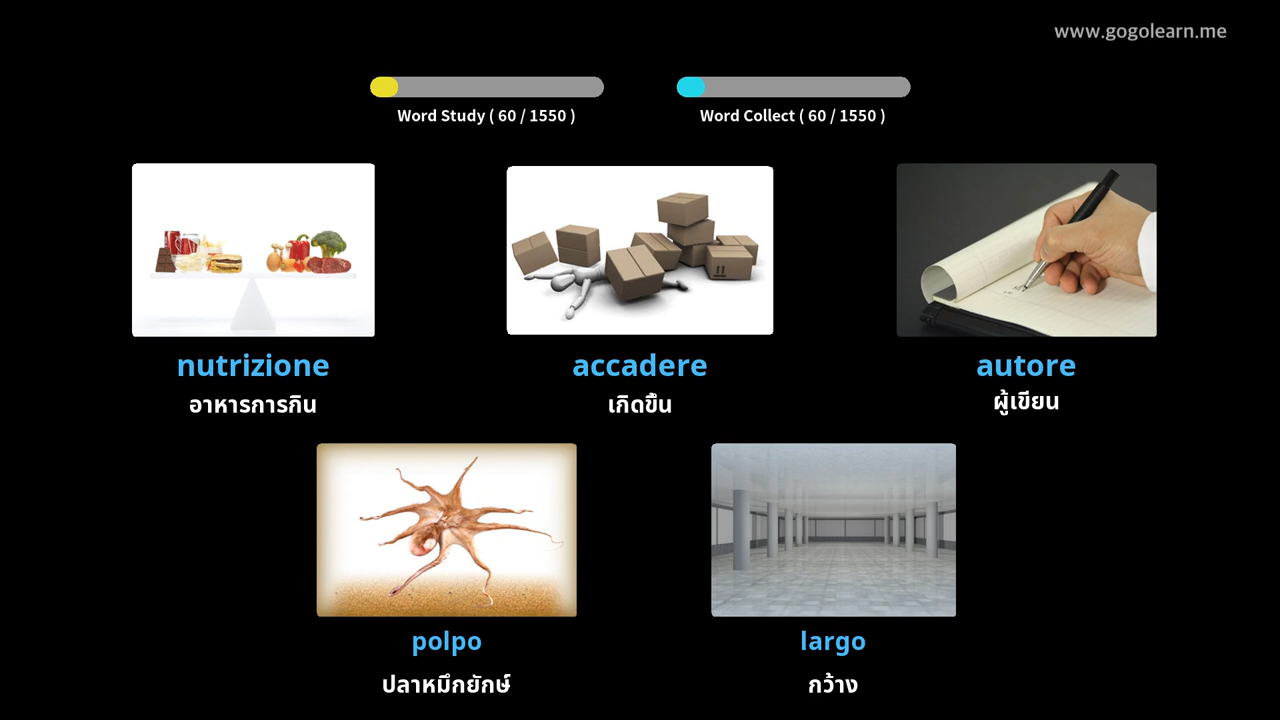 www.gogolearn.me
Word Study ( 60 / 1550 )
Word Collect ( 60 / 1550 )
nutrizione
อาหารการกิน
accadere
เกิดขึ้น
autore
ผู้เขียน
polpo
ปลาหมึกยักษ์
largo
กว้าง